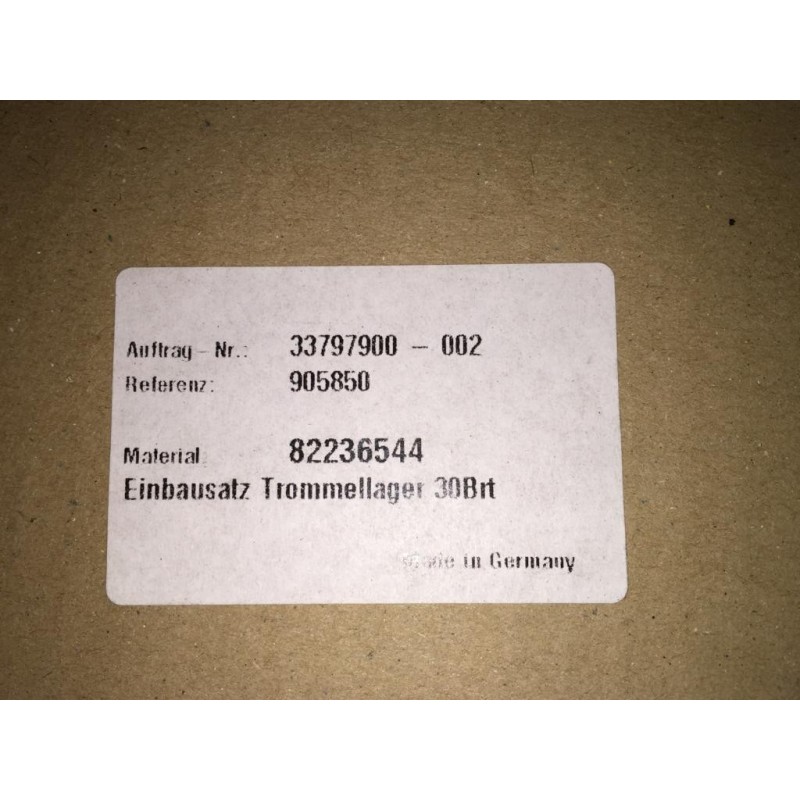 Auftrag - Nr.: 33797900 - 002
Referenz: 905850
Material 82236544
Einbausatz Trommellager 30Brt
Made in Germany